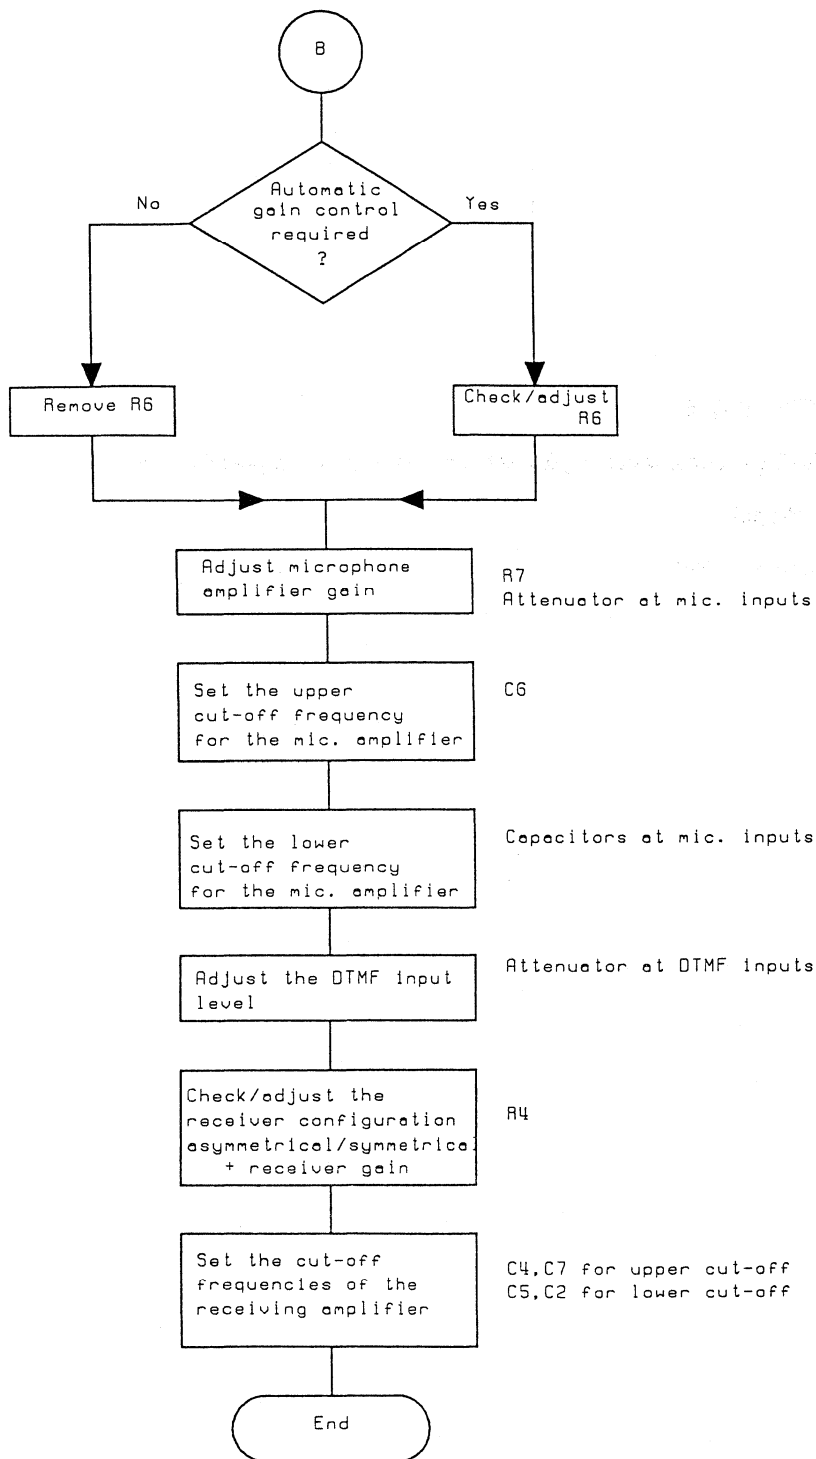 B
Automatic
gain control
required
?
No
Yes
Remove R6
Check/adjust
R6
Adjust microphone
amplifier gain
R7
Attenuator at mic. inputs
Set the upper
cut-off frequency
for the mic. amplifier
C6
Set the lower
cut-off frequency
for the mic. amplifier
Capacitors at mic. inputs
Adjust the DTMF input
level
Attenuator at DTMF inputs
Check/adjust the
receiver configuration
asymmetrical/symmetrical
+ receiver gain
R4
Set the cut-off
frequencies of the
receiving amplifier
C4,C7 for upper cut-off
C5,C2 for lower cut-off
End